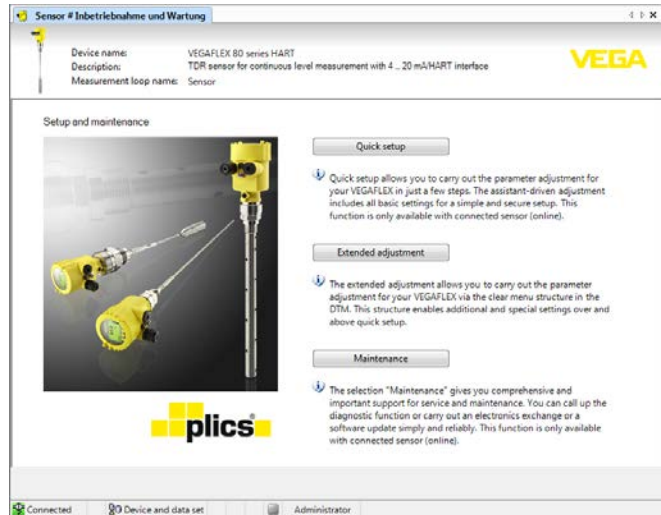 Sensor # Inbetriebnahme und Wartung
Device name: VEGAFLEX 80 series HART
Description: TDR sensor for continuous level measurement with 4 .. 20 mA/HART interface
Measurement loop name: Sensor
VEGA
Setup and maintenance
Quick setup
Quick setup allows you to carry out the parameter adjustment for
your VEGAFLEX in just a few steps. The assistant-driven adjustment
includes all basic settings for a simple and secure setup. This
function is only available with connected sensor (online).
Extended adjustment
The extended adjustment allows you to carry out the parameter
adjustment for your VEGAFLEX via the clear menu structure in the
DTM. This structure enables additional and special settings over and
above quick setup.
Maintenance
The selection "Maintenance" gives you comprehensive and
important support for service and maintenance. You can call up the
diagnostic function or carry out an electronics exchange or a
software update simply and reliably. This function is only available
with connected sensor (online).
plics®
Connected Device and data set Administrator